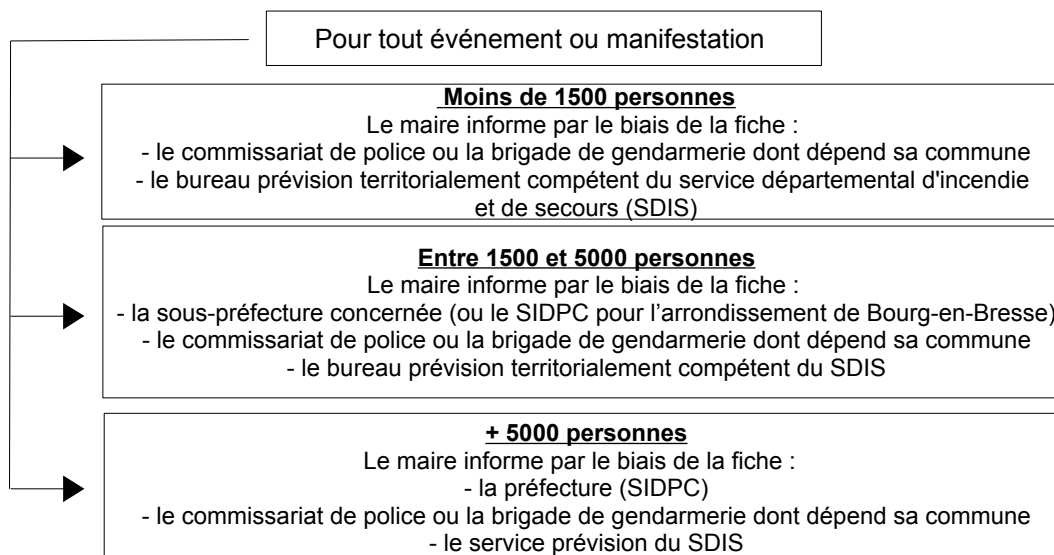 Pour tout événement ou manifestation
Moins de 1500 personnes
Le maire informe par le biais de la fiche :
- le commissariat de police ou la brigade de gendarmerie dont dépend sa commune
- le bureau prévision territorialement compétent du service départemental d'incendie
et de secours (SDIS)
Entre 1500 et 5000 personnes
Le maire informe par le biais de la fiche :
- la sous-préfecture concernée (ou le SIDPC pour l’arrondissement de Bourg-en-Bresse)
- le commissariat de police ou la brigade de gendarmerie dont dépend sa commune
- le bureau prévision territorialement compétent du SDIS
+ 5000 personnes
Le maire informe par le biais de la fiche :
- la préfecture (SIDPC)
- le commissariat de police ou la brigade de gendarmerie dont dépend sa commune
- le service prévision du SDIS